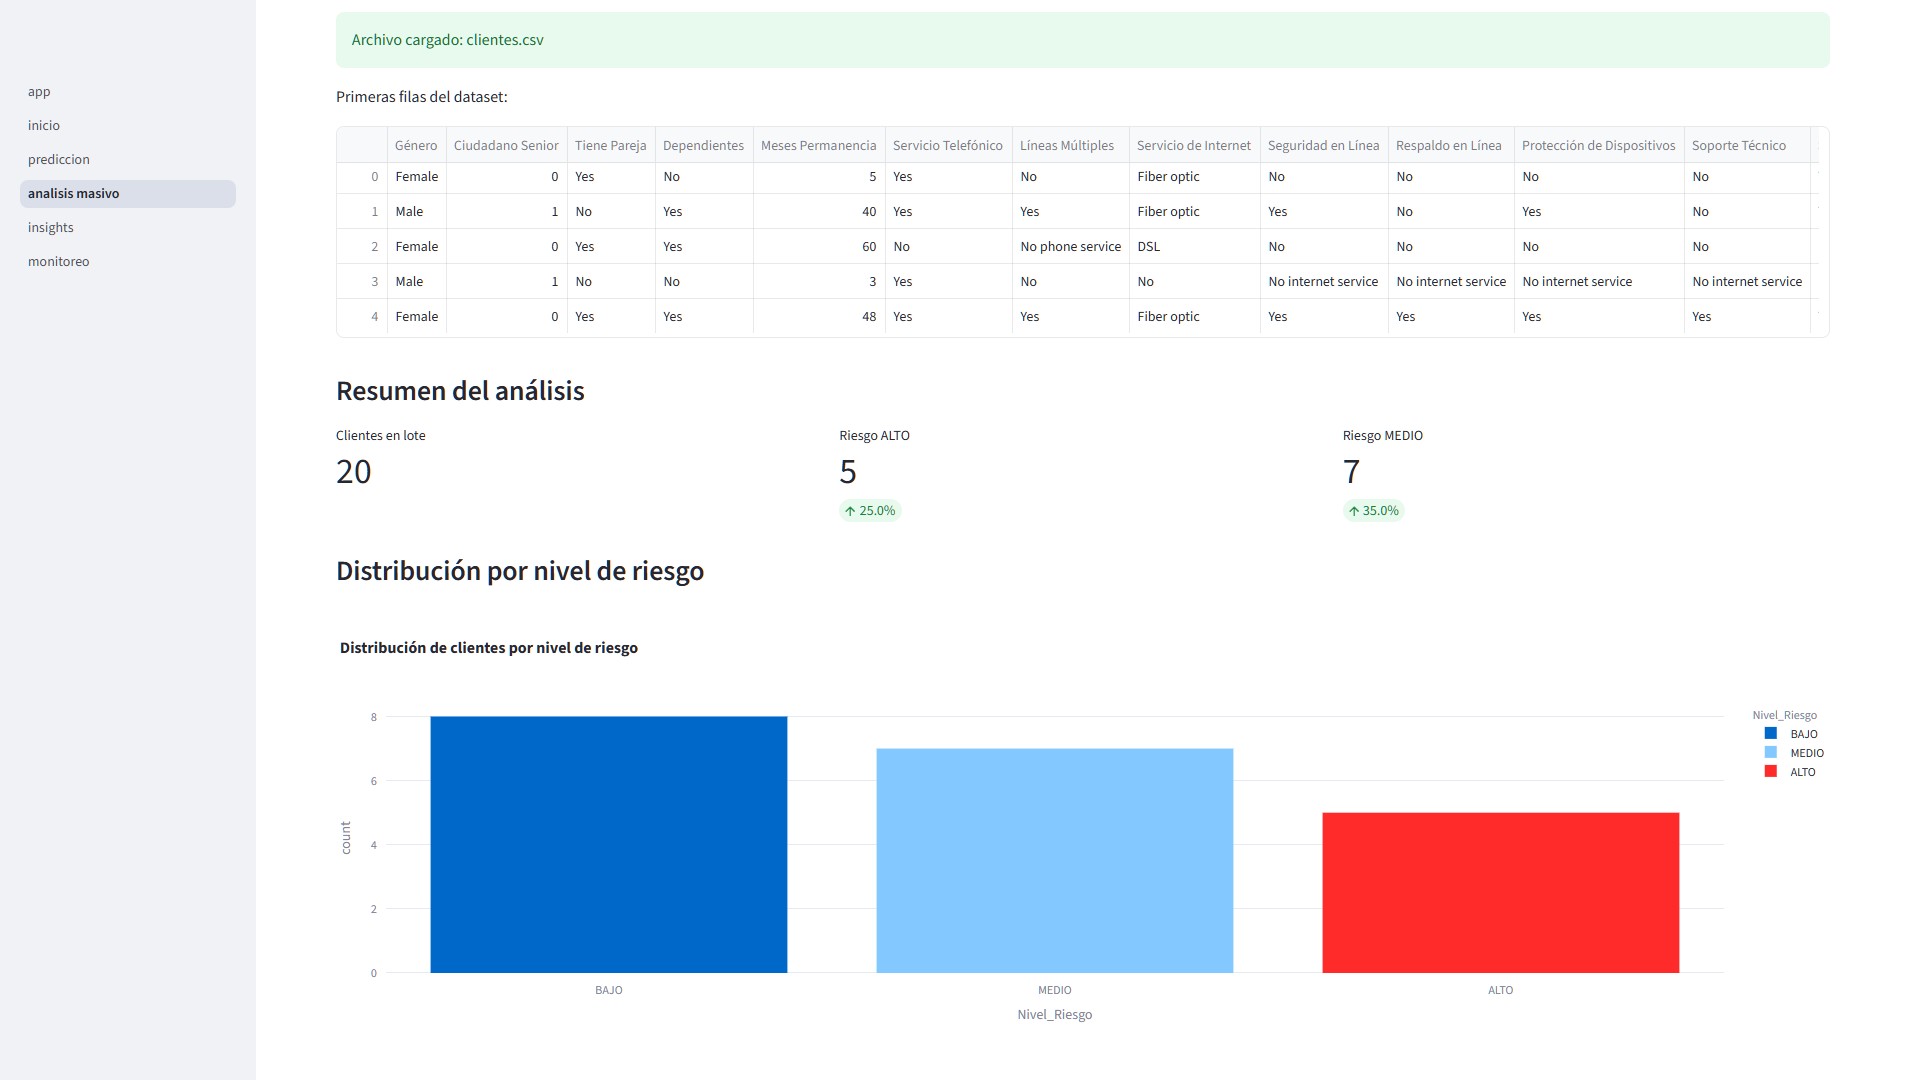 app
inicio
prediccion
analisis masivo
insights
monitoreo
Archivo cargado: clientes.csv
Primeras filas del dataset:
Género Ciudadano Senior Tiene Pareja Dependientes Meses Permanencia Servicio Telefónico Líneas Múltiples Servicio de Internet Seguridad en Línea Respaldo en Línea Protección de Dispositivos Soporte Técnico
0 Female 0 Yes No 5 Yes No Fiber optic No No No No
1 Male 1 No Yes 40 Yes Yes Fiber optic Yes No Yes No
2 Female 0 Yes Yes 60 No No phone service DSL No No No No
3 Male 1 No No 3 Yes No No No internet service No internet service No internet service No internet service
4 Female 0 Yes Yes 48 Yes Yes Fiber optic Yes Yes Yes Yes
Resumen del análisis
Clientes en lote Riesgo ALTO Riesgo MEDIO
20 5 7
↑ 25.0% ↑ 35.0%
Distribución por nivel de riesgo
Distribución de clientes por nivel de riesgo
Nivel_Riesgo
BAJO
MEDIO
ALTO
8
6
4
2
0
count
BAJO MEDIO ALTO
Nivel_Riesgo